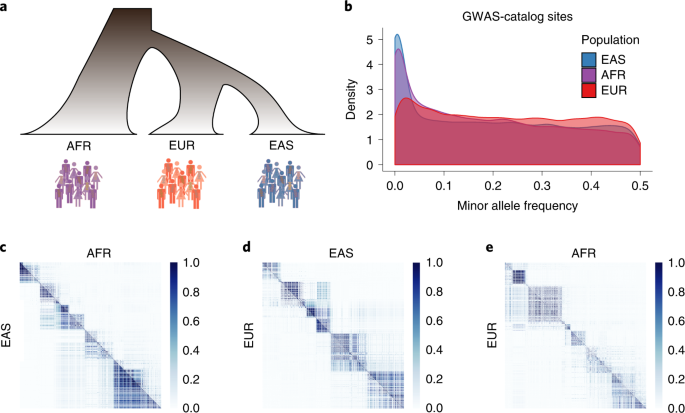 a
AFR
EUR
EAS
b
GWAS-catalog sites
Population
EAS
AFR
EUR
Density
5
4
3
2
1
0
0.0
0.1
0.2
0.3
0.4
0.5
Minor allele frequency
c
AFR
EAS
1.0
0.8
0.6
0.4
0.2
0.0
d
EAS
EUR
1.0
0.8
0.6
0.4
0.2
0.0
e
AFR
EUR
1.0
0.8
0.6
0.4
0.2
0.0